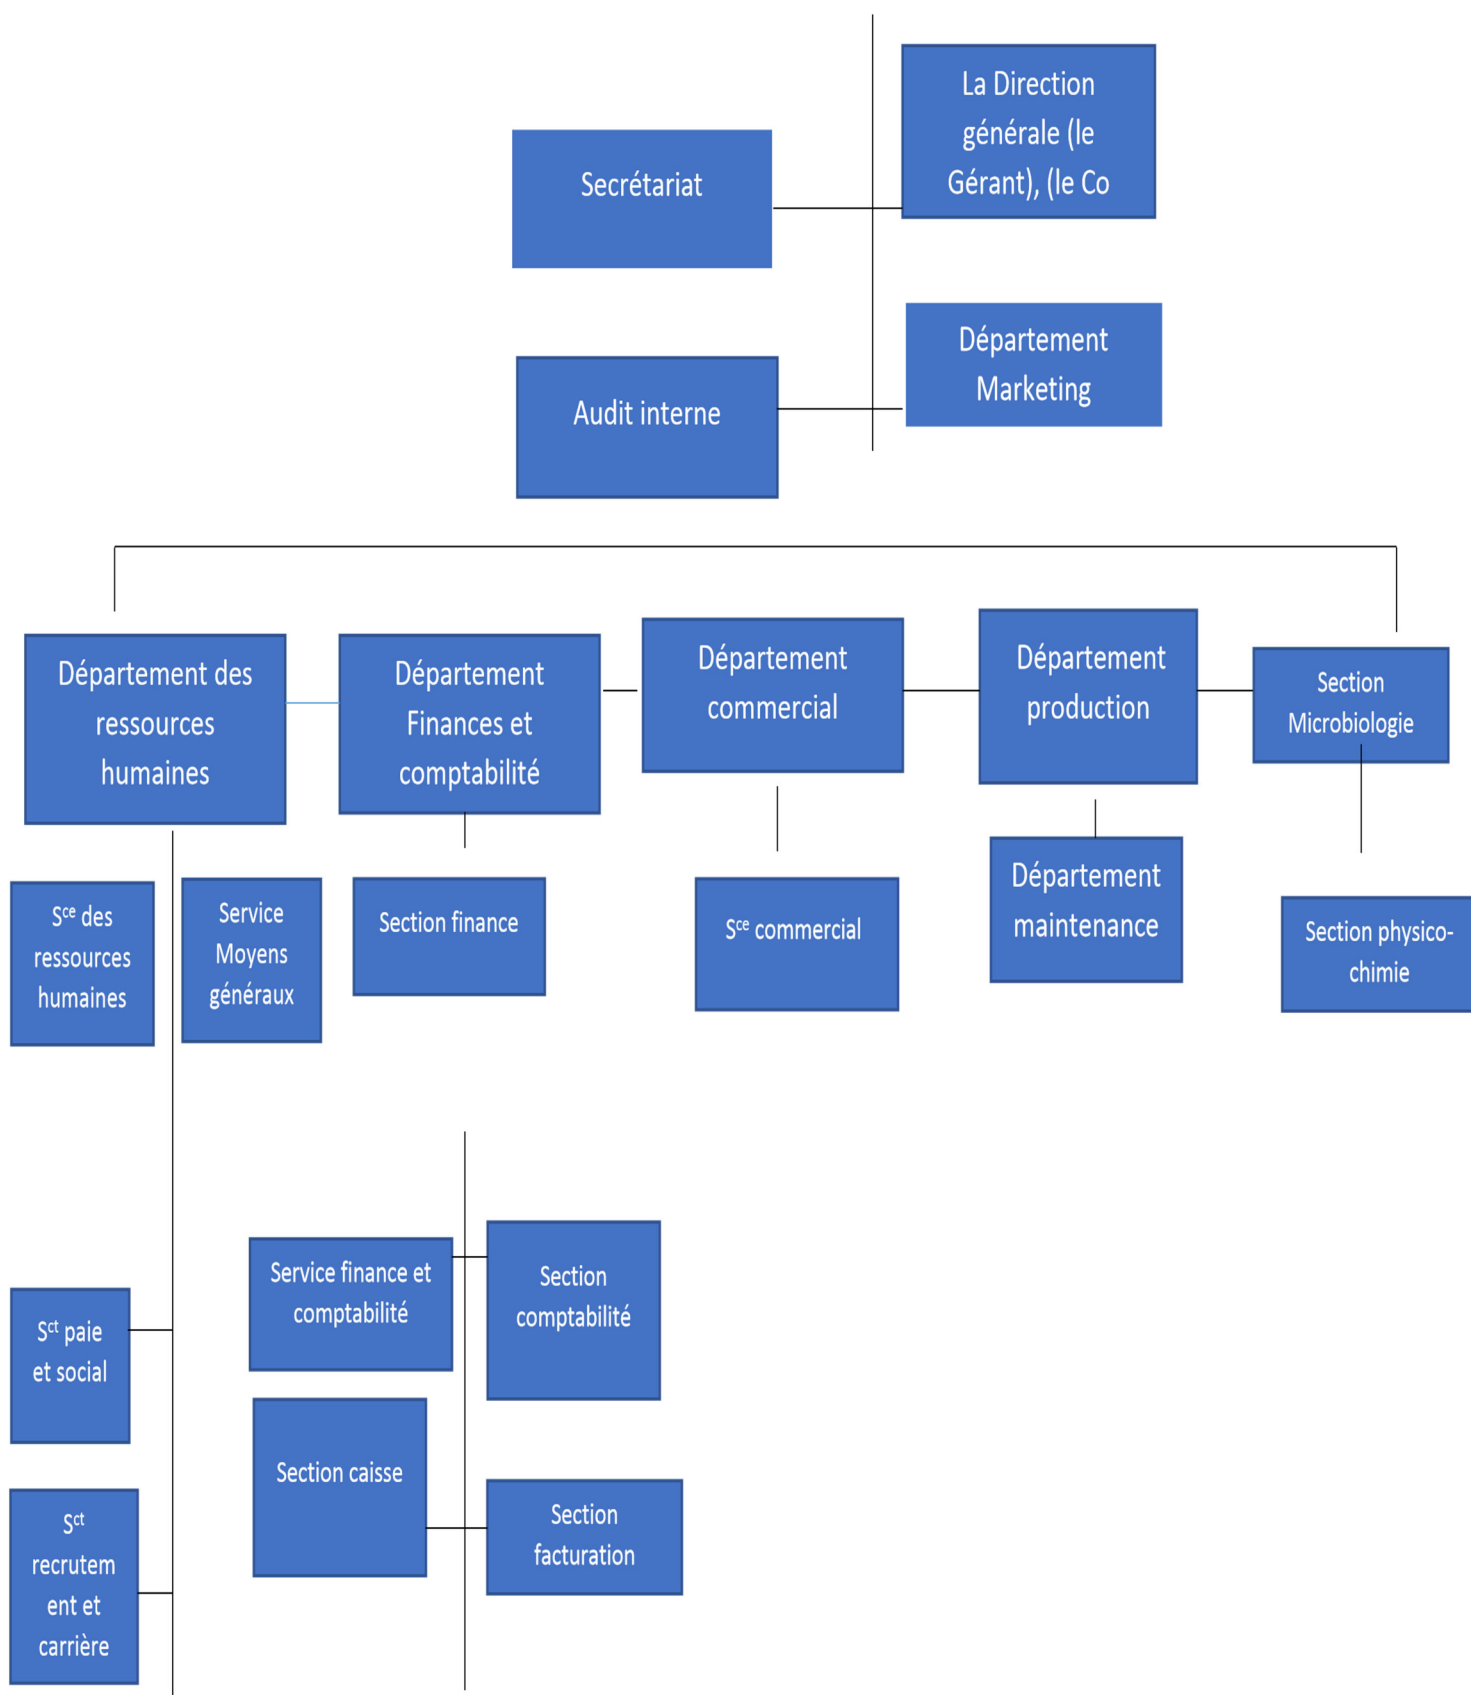 La Direction
générale (le
Gérant), (le Co
Secrétariat
Département
Marketing
Audit interne
Département des
ressources
humaines
Département
Finances et
comptabilité
Département
commercial
Département
production
Section
Microbiologie
Sᶜᵉ des
ressources
humaines
Service
Moyens
généraux
Section finance
Sᶜᵉ commercial
Département
maintenance
Section physico-
chimie
Service finance et
comptabilité
Section
comptabilité
Sᶜᵗ paie
et social
Section caisse
Section
facturation
Sᶜᵗ
recrutem
ent et
carrière